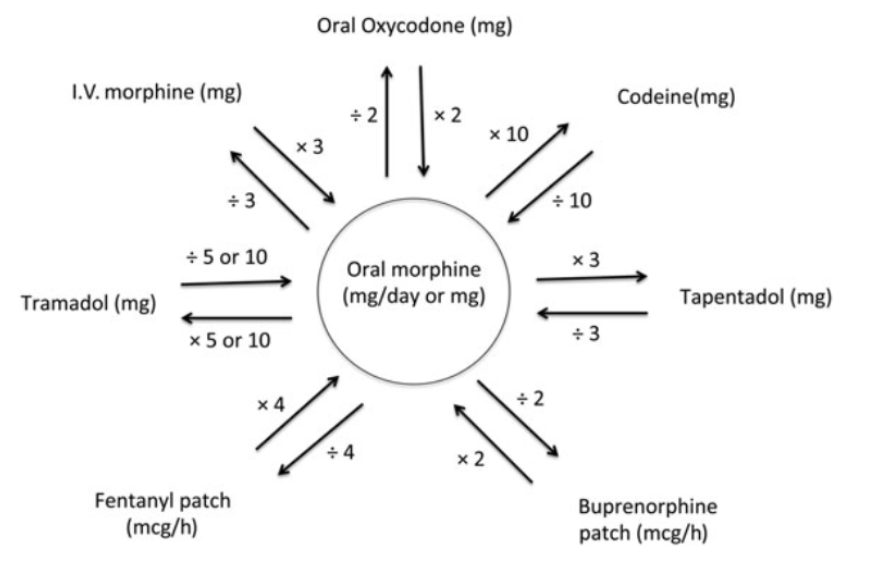 Oral Oxycodone (mg)
I.V. morphine (mg)
Codeine(mg)
÷ 2
× 2
× 10
× 3
÷ 3
÷ 10
÷ 5 or 10
× 3
Oral morphine
(mg/day or mg)
Tramadol (mg)
Tapentadol (mg)
× 5 or 10
÷ 3
× 4
÷ 2
÷ 4
× 2
Fentanyl patch
(mcg/h)
Buprenorphine
patch (mcg/h)